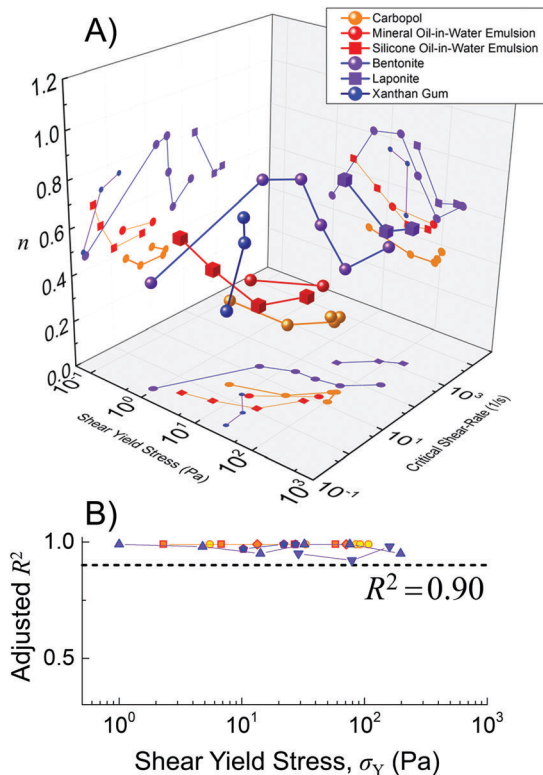 A)
Carbopol
Mineral Oil-in-Water Emulsion
Silicone Oil-in-Water Emulsion
Bentonite
Laponite
Xanthan Gum
1.2
1.0
0.8
0.6
0.4
0.2
0.0
n
10⁻¹
10⁰
10¹
10²
10³
Shear Yield Stress (Pa)
10⁻¹
10¹
10³
Critical Shear-Rate (1/s)
B)
1.0
0.5
Adjusted R²
R² = 0.90
10⁰ 10¹ 10² 10³
Shear Yield Stress, σY (Pa)